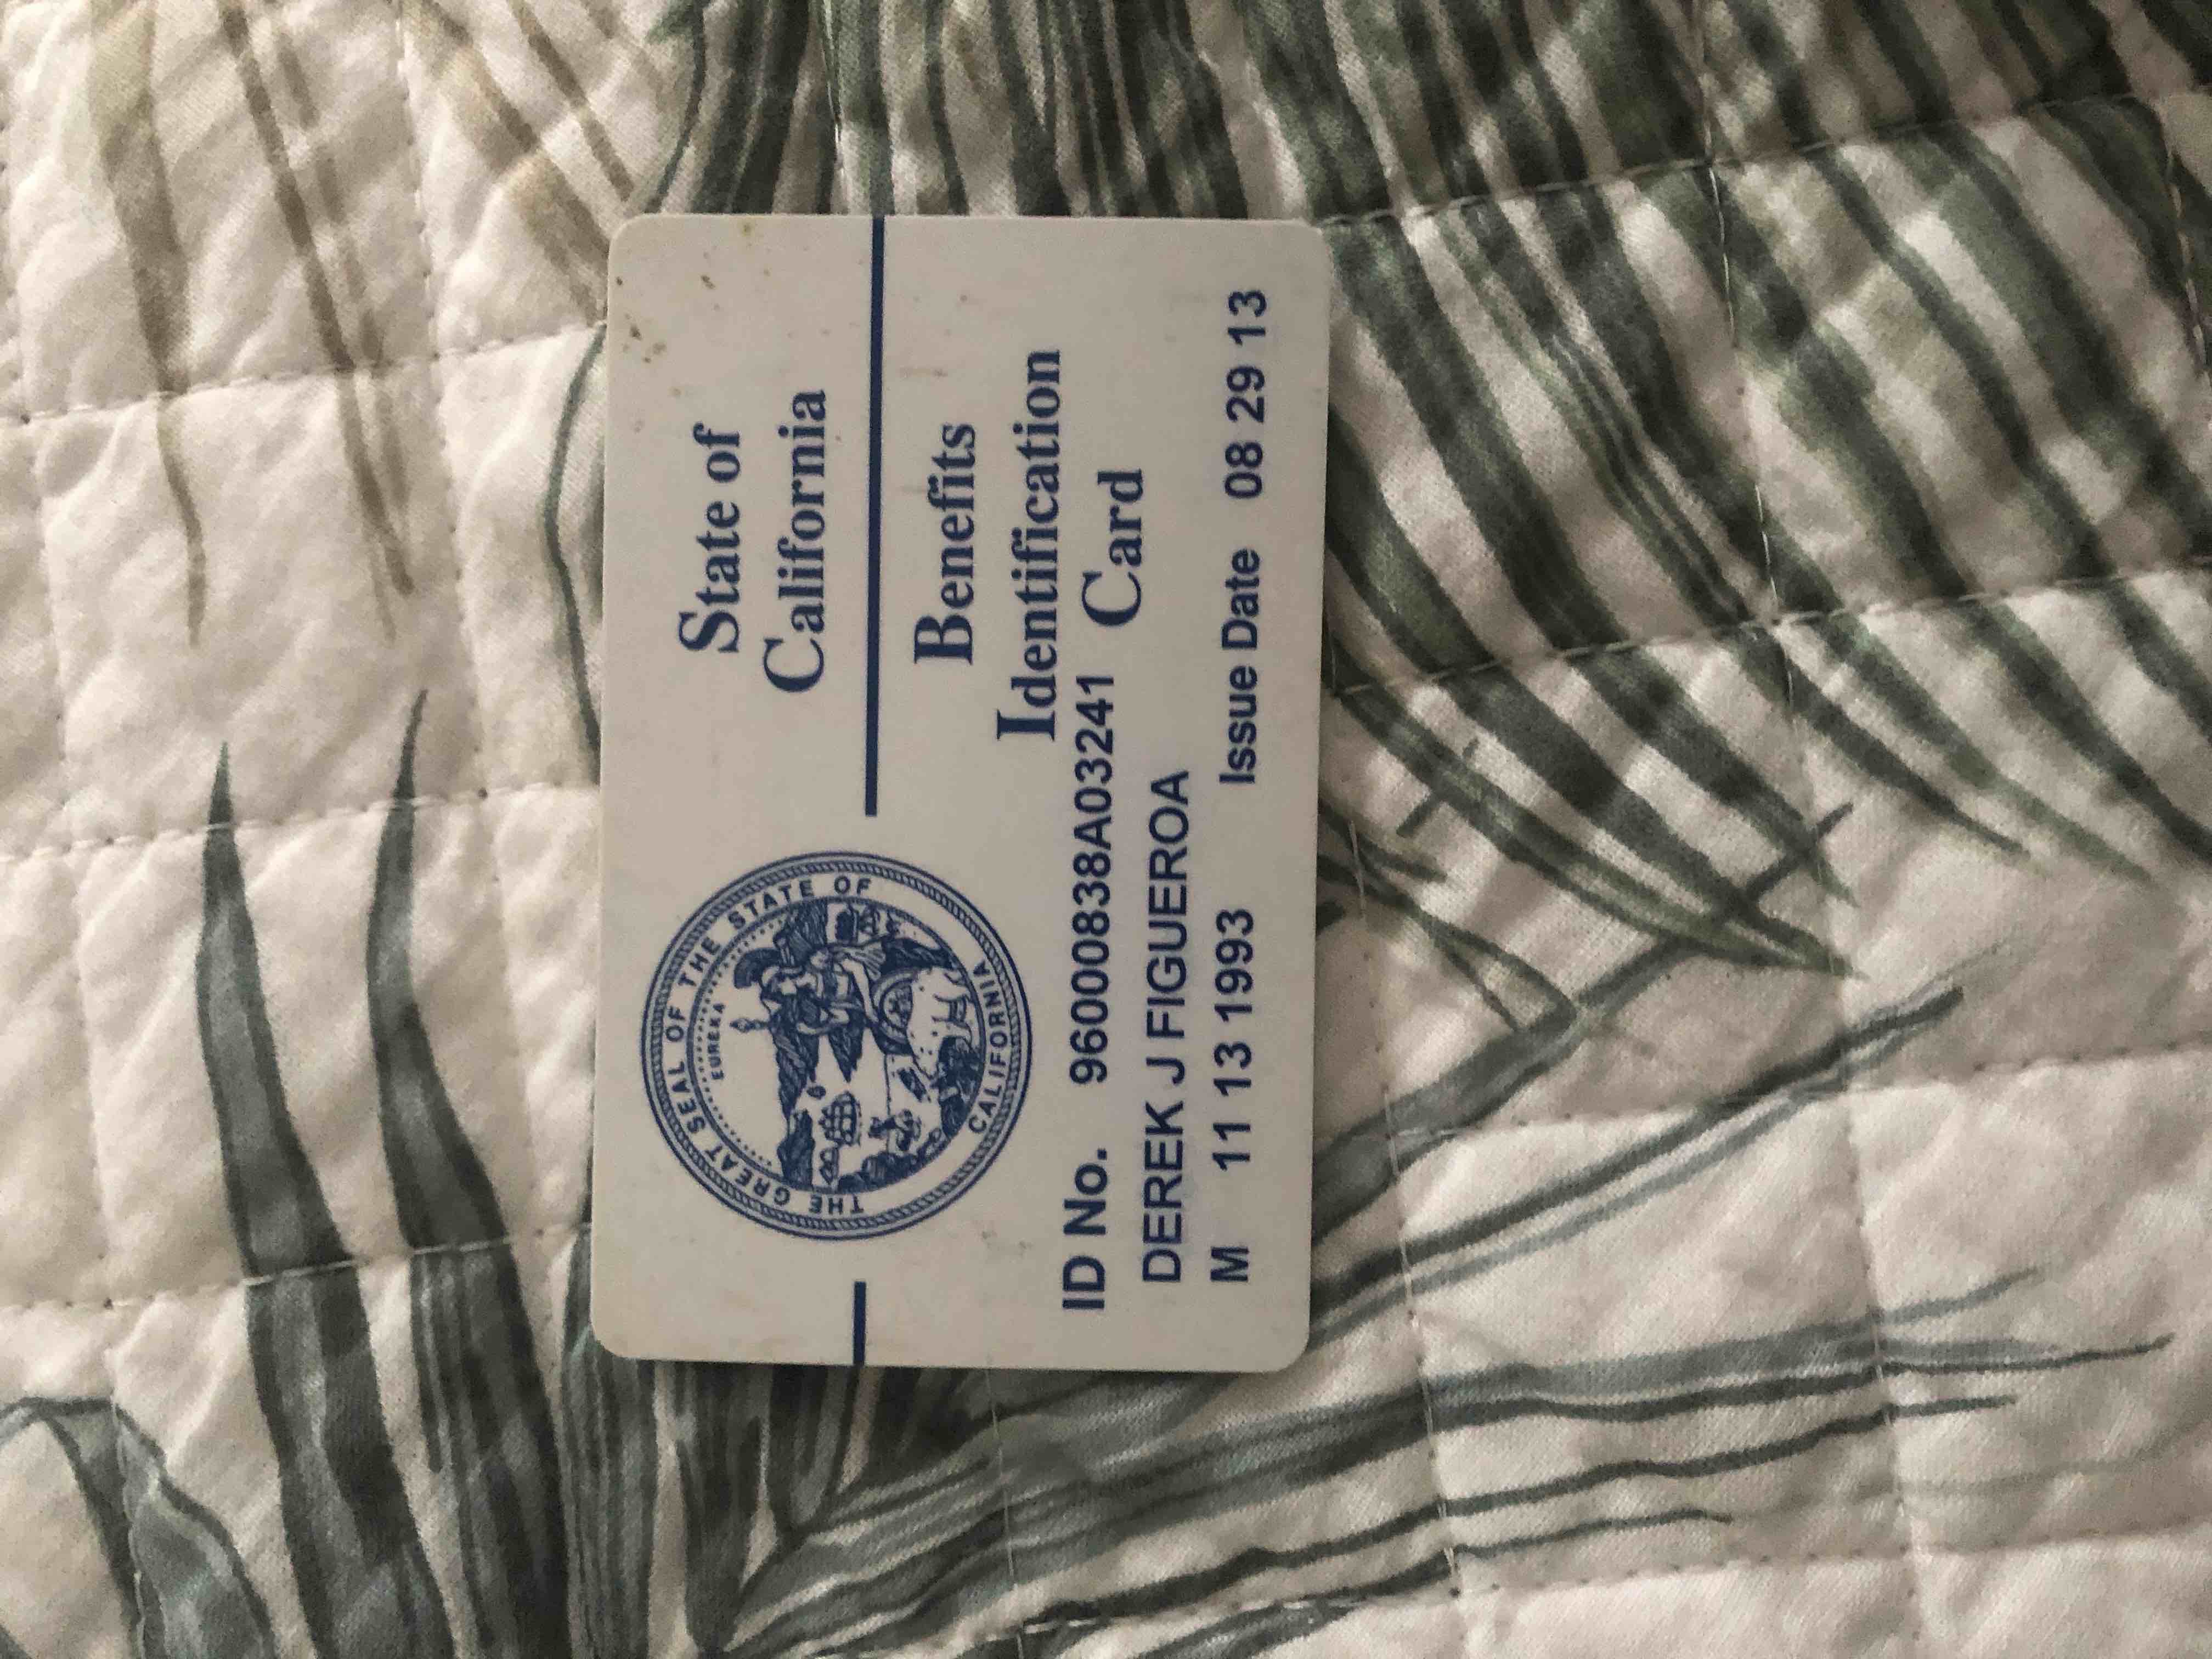 State of
California
Benefits
Identification
Card
THE GREAT SEAL OF THE STATE OF CALIFORNIA
EUREKA
ID No. 96000838A03241
DEREK J FIGUEROA
M 11 13 1993 Issue Date 08 29 13